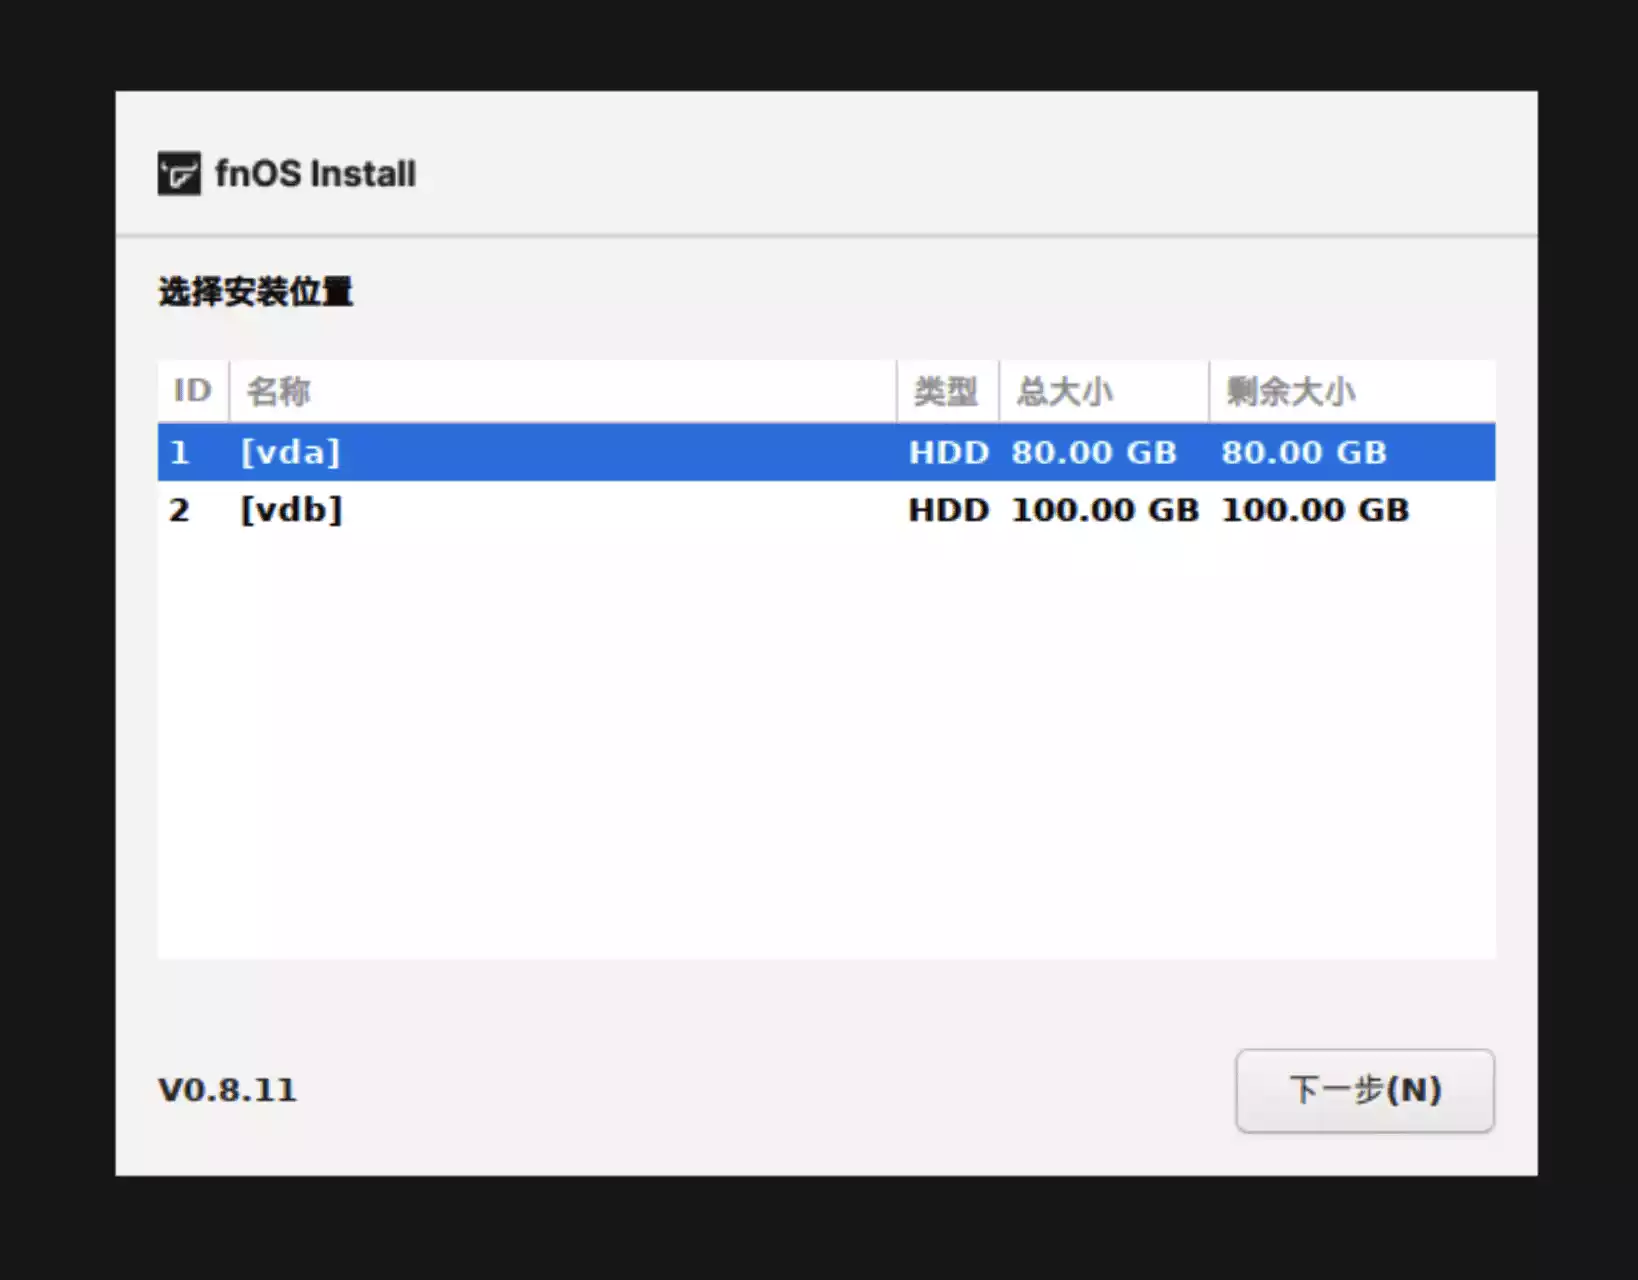 fnOS Install
选择安装位置
ID 名称 类型 总大小 剩余大小
1 [vda] HDD 80.00 GB 80.00 GB
2 [vdb] HDD 100.00 GB 100.00 GB
V0.8.11 下一步(N)